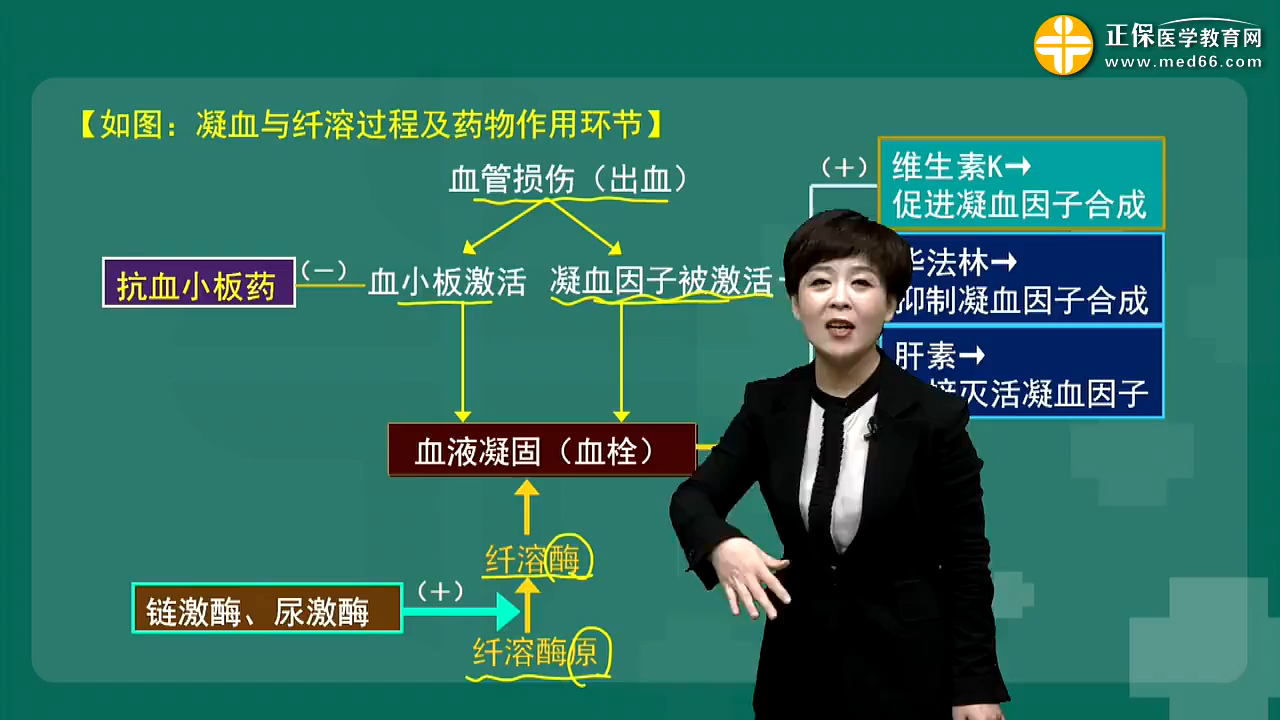 正保医学教育网
www.med66.com
【如图：凝血与纤溶过程及药物作用环节】
血管损伤（出血）
（＋）
维生素K→
促进凝血因子合成
抗血小板药
（－）
血小板激活
凝血因子被激活
华法林→
抑制凝血因子合成
肝素→
灭活凝血因子
血液凝固（血栓）
纤溶酶
链激酶、尿激酶
（＋）
纤溶酶原